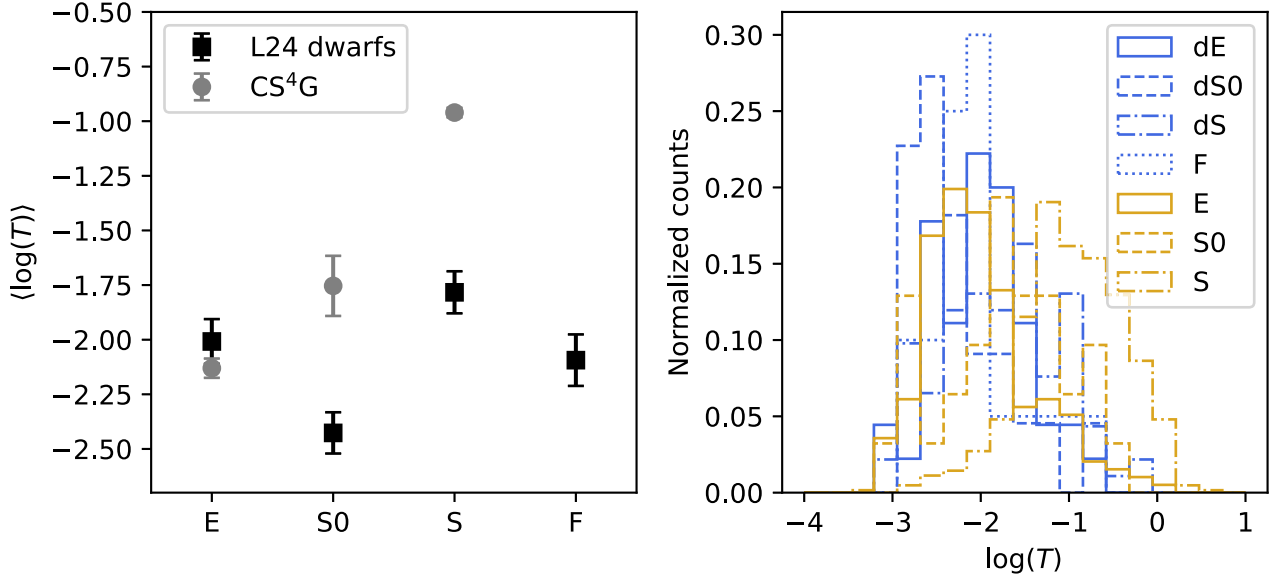 −0.50
−0.75
−1.00
−1.25
−1.50
−1.75
−2.00
−2.25
−2.50
⟨log(T)⟩
L24 dwarfs
CS⁴G
E S0 S F
0.30
0.25
0.20
0.15
0.10
0.05
0.00
Normalized counts
dE
dS0
dS
F
E
S0
S
−4 −3 −2 −1 0 1
log(T)